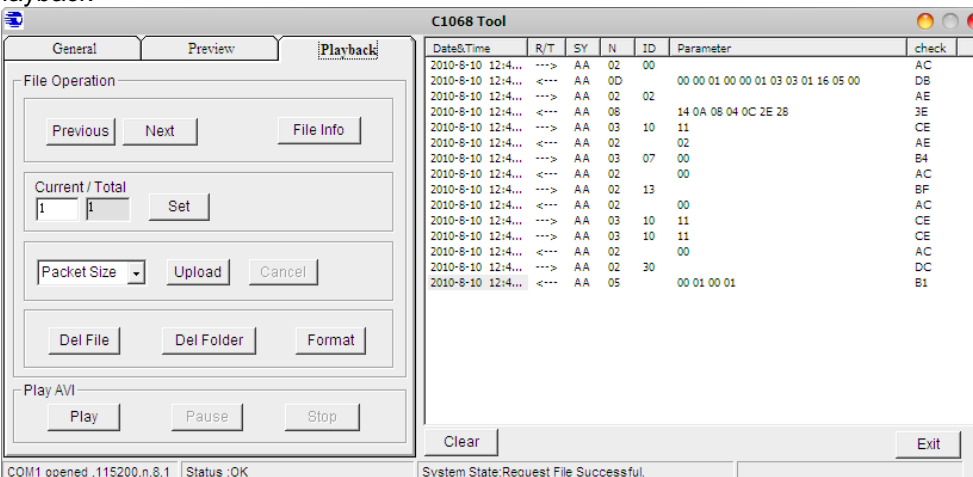 C1068 Tool
General Preview Playback
File Operation
Previous Next File Info
Current / Total
1 1 Set
Packet Size Upload Cancel
Del File Del Folder Format
Play AVI
Play Pause Stop
Date&Time R/T SY N ID Parameter check
2010-8-10 12:4... ---> AA 02 00 AC
2010-8-10 12:4... <--- AA 0D 00 00 01 00 00 01 03 03 01 16 05 00 DB
2010-8-10 12:4... ---> AA 02 02 AE
2010-8-10 12:4... <--- AA 08 14 0A 08 04 0C 2E 28 3E
2010-8-10 12:4... ---> AA 03 10 11 CE
2010-8-10 12:4... <--- AA 02 02 AE
2010-8-10 12:4... ---> AA 03 07 00 B4
2010-8-10 12:4... <--- AA 02 00 AC
2010-8-10 12:4... ---> AA 02 13 BF
2010-8-10 12:4... <--- AA 02 00 AC
2010-8-10 12:4... ---> AA 03 10 11 CE
2010-8-10 12:4... ---> AA 03 10 11 CE
2010-8-10 12:4... <--- AA 02 00 AC
2010-8-10 12:4... ---> AA 02 30 DC
2010-8-10 12:4... <--- AA 05 00 01 00 01 B1
Clear Exit
COM1 opened ,115200,n,8,1 Status :OK System State:Request File Successful.